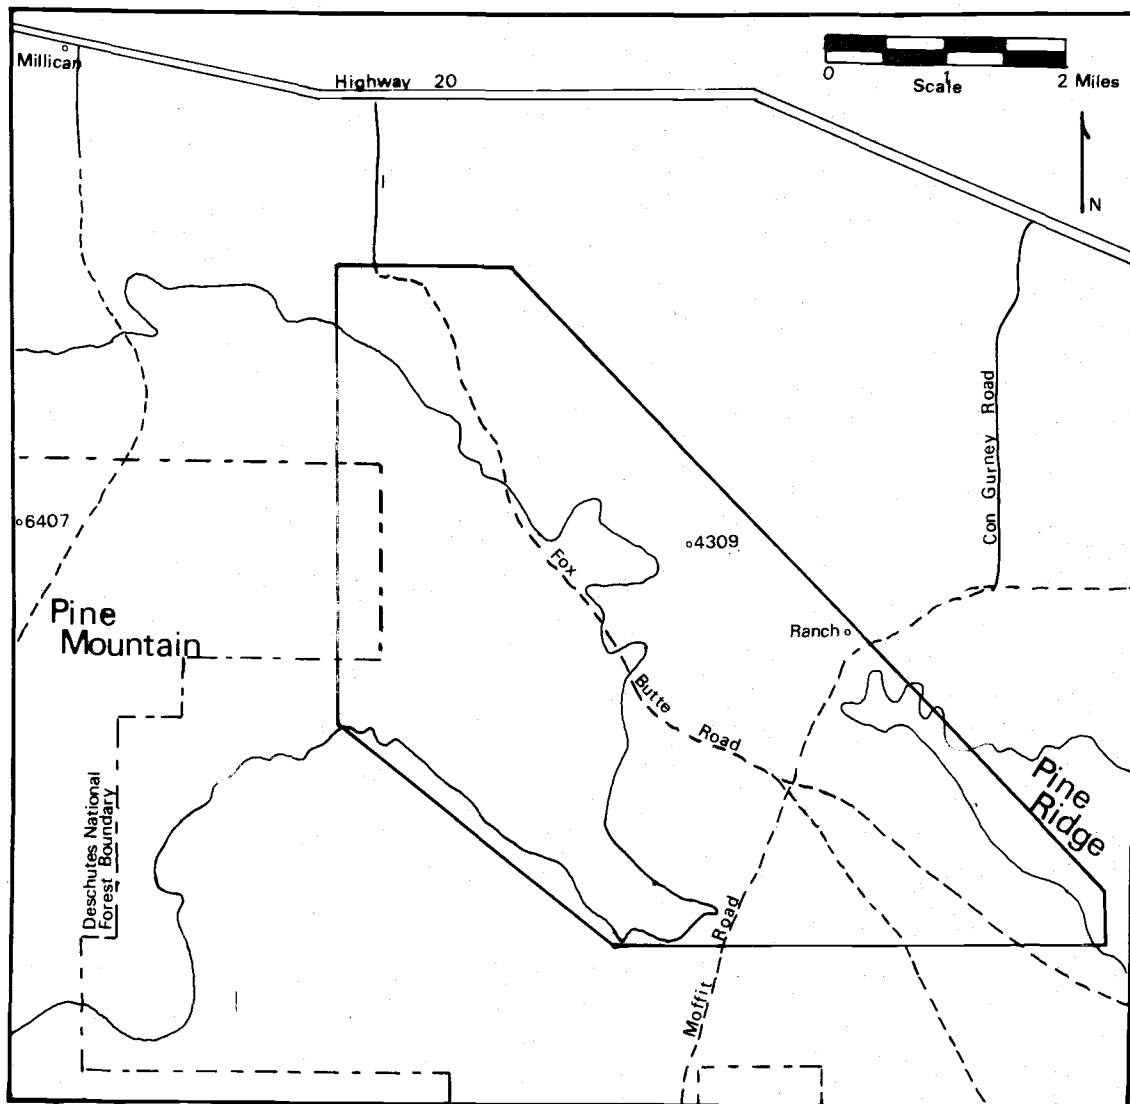 Millican
Highway 20
0 1 2 Miles
Scale
N
Con Gurney Road
6407
4309
Fox Butte Road
Pine
Mountain
Ranch
Pine
Ridge
Deschutes National
Forest Boundary
Moffit Road